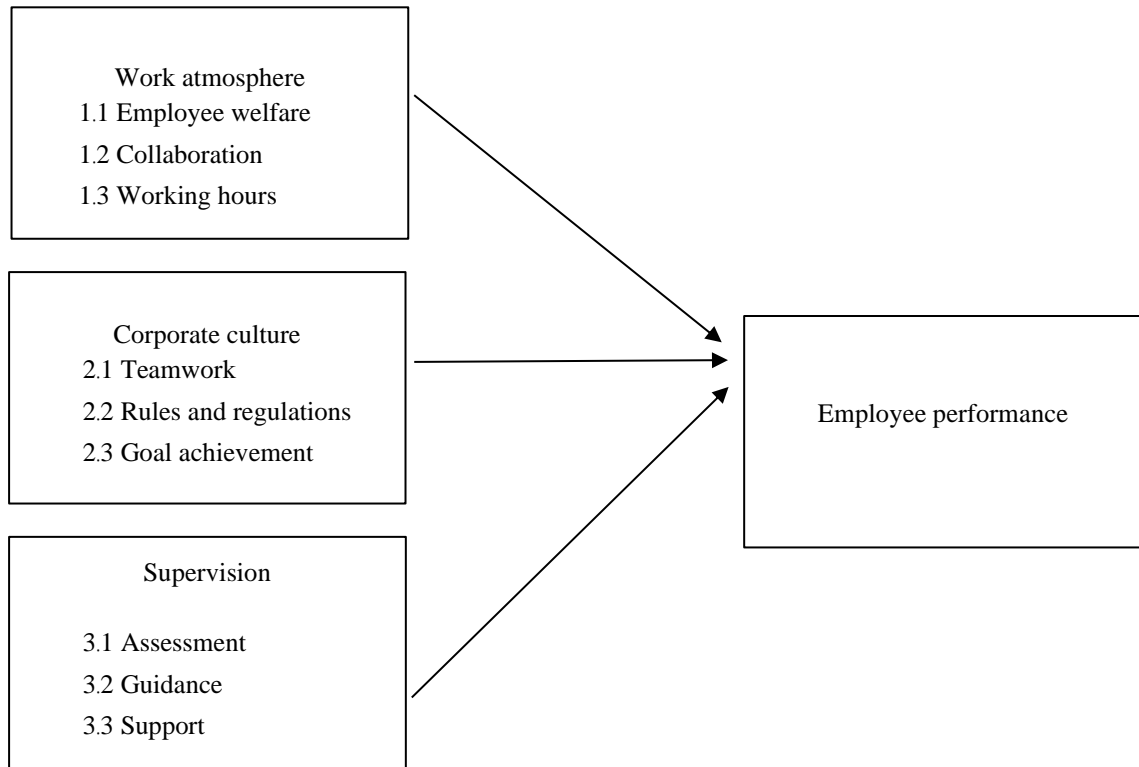 Work atmosphere
1.1 Employee welfare
1.2 Collaboration
1.3 Working hours
Corporate culture
2.1 Teamwork
2.2 Rules and regulations
2.3 Goal achievement
Employee performance
Supervision
3.1 Assessment
3.2 Guidance
3.3 Support